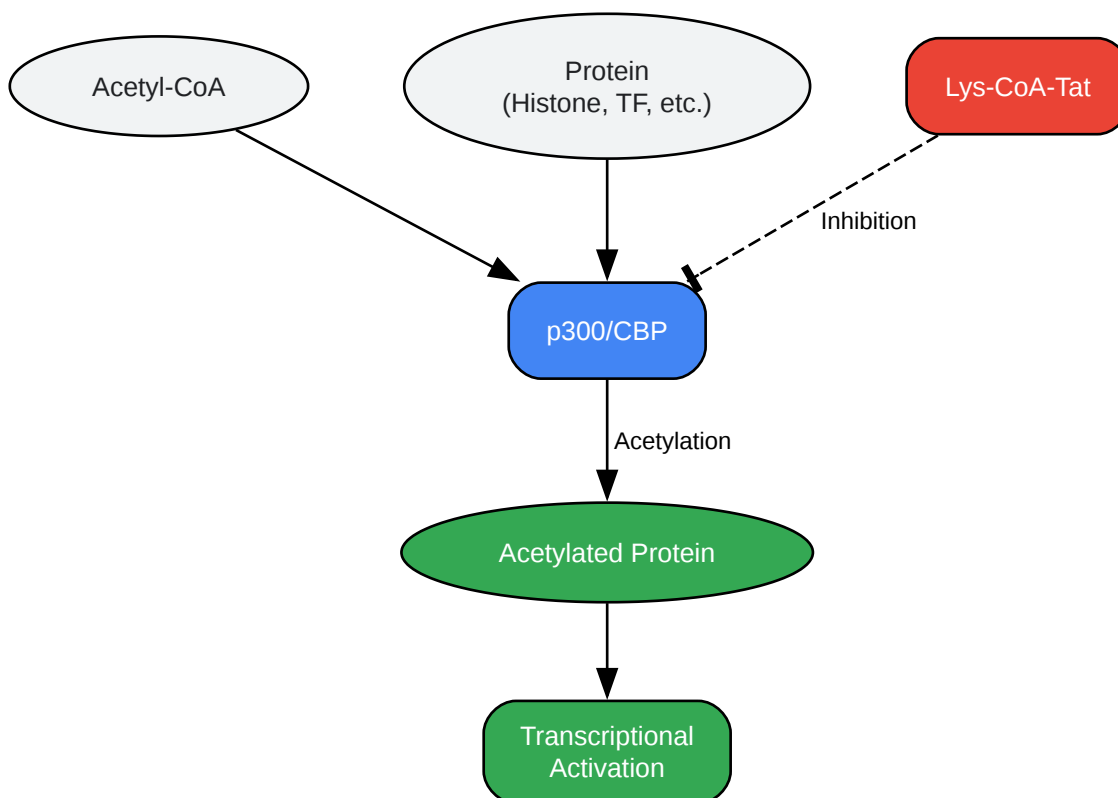 Acetyl-CoA
Protein
(Histone, TF, etc.)
Lys-CoA-Tat
Inhibition
p300/CBP
Acetylation
Acetylated Protein
Transcriptional
Activation